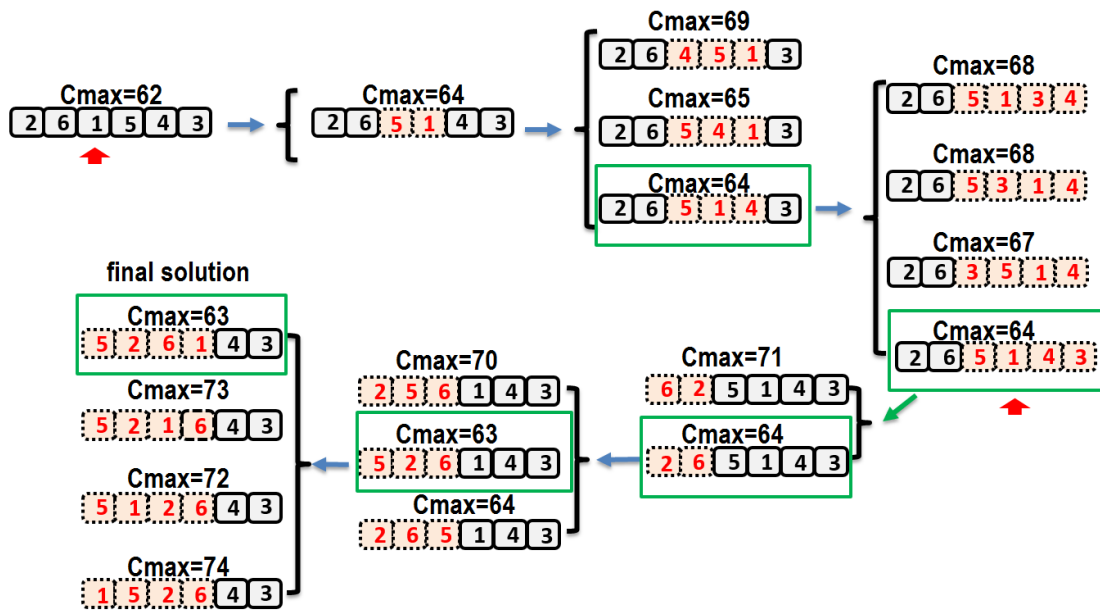 Cmax=62
2 6 1 5 4 3
Cmax=64
2 6 5 1 4 3
Cmax=69
2 6 4 5 1 3
Cmax=65
2 6 5 4 1 3
Cmax=64
2 6 5 1 4 3
Cmax=68
2 6 5 1 3 4
Cmax=68
2 6 5 3 1 4
Cmax=67
2 6 3 5 1 4
Cmax=64
2 6 5 1 4 3
Cmax=71
6 2 5 1 4 3
Cmax=64
2 6 5 1 4 3
Cmax=70
2 5 6 1 4 3
Cmax=63
5 2 6 1 4 3
Cmax=64
2 6 5 1 4 3
final solution
Cmax=63
5 2 6 1 4 3
Cmax=73
5 2 1 6 4 3
Cmax=72
5 1 2 6 4 3
Cmax=74
1 5 2 6 4 3